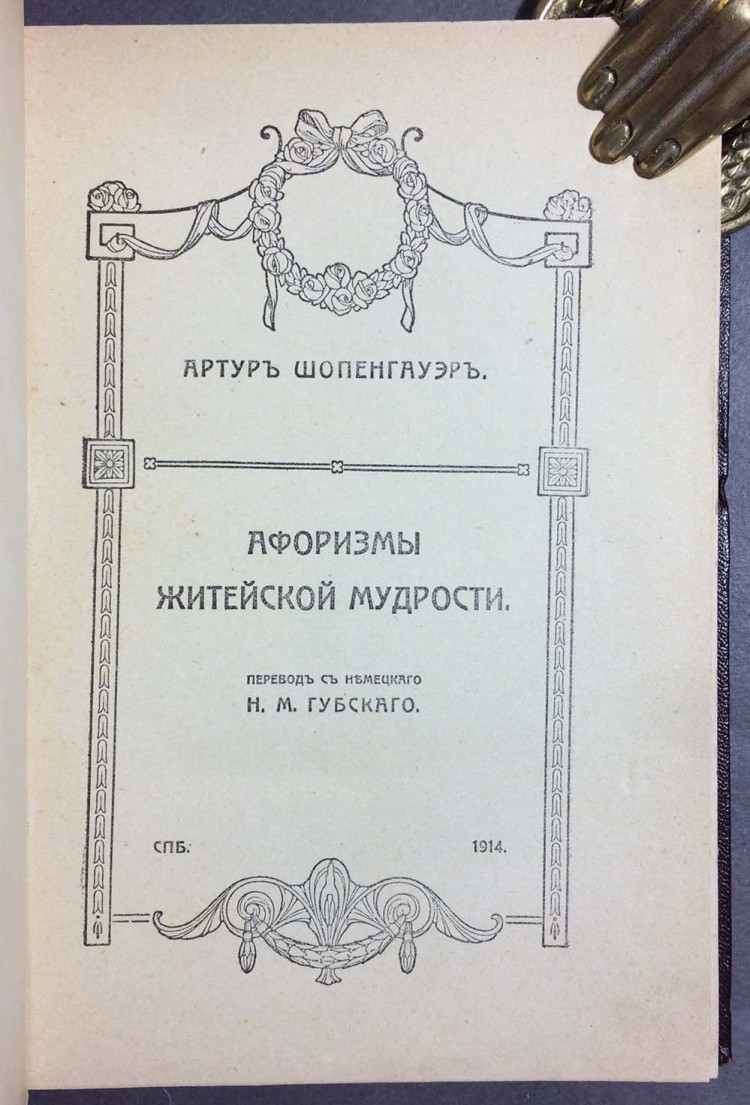 АРТУРЪ ШОПЕНГАУЭРЪ.
АФОРИЗМЫ
ЖИТЕЙСКОЙ МУДРОСТИ.
ПЕРЕВОДЪ СЪ НѢМЕЦКАГО
Н. М. ГУБСКАГО.
СПБ. 1914.